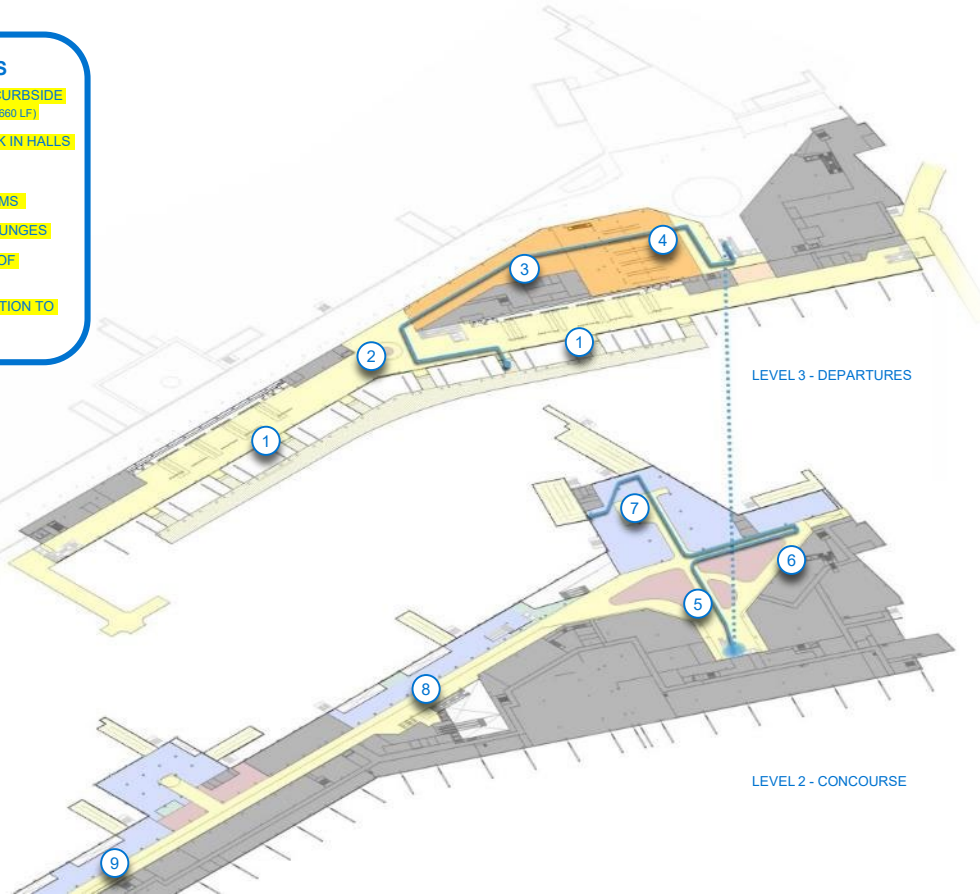 S
CURBSIDE
660 LF)
K IN HALLS
MS
UNGES
OF
TION TO
4
3
1
2
LEVEL 3 - DEPARTURES
1
7
6
5
8
LEVEL 2 - CONCOURSE
9